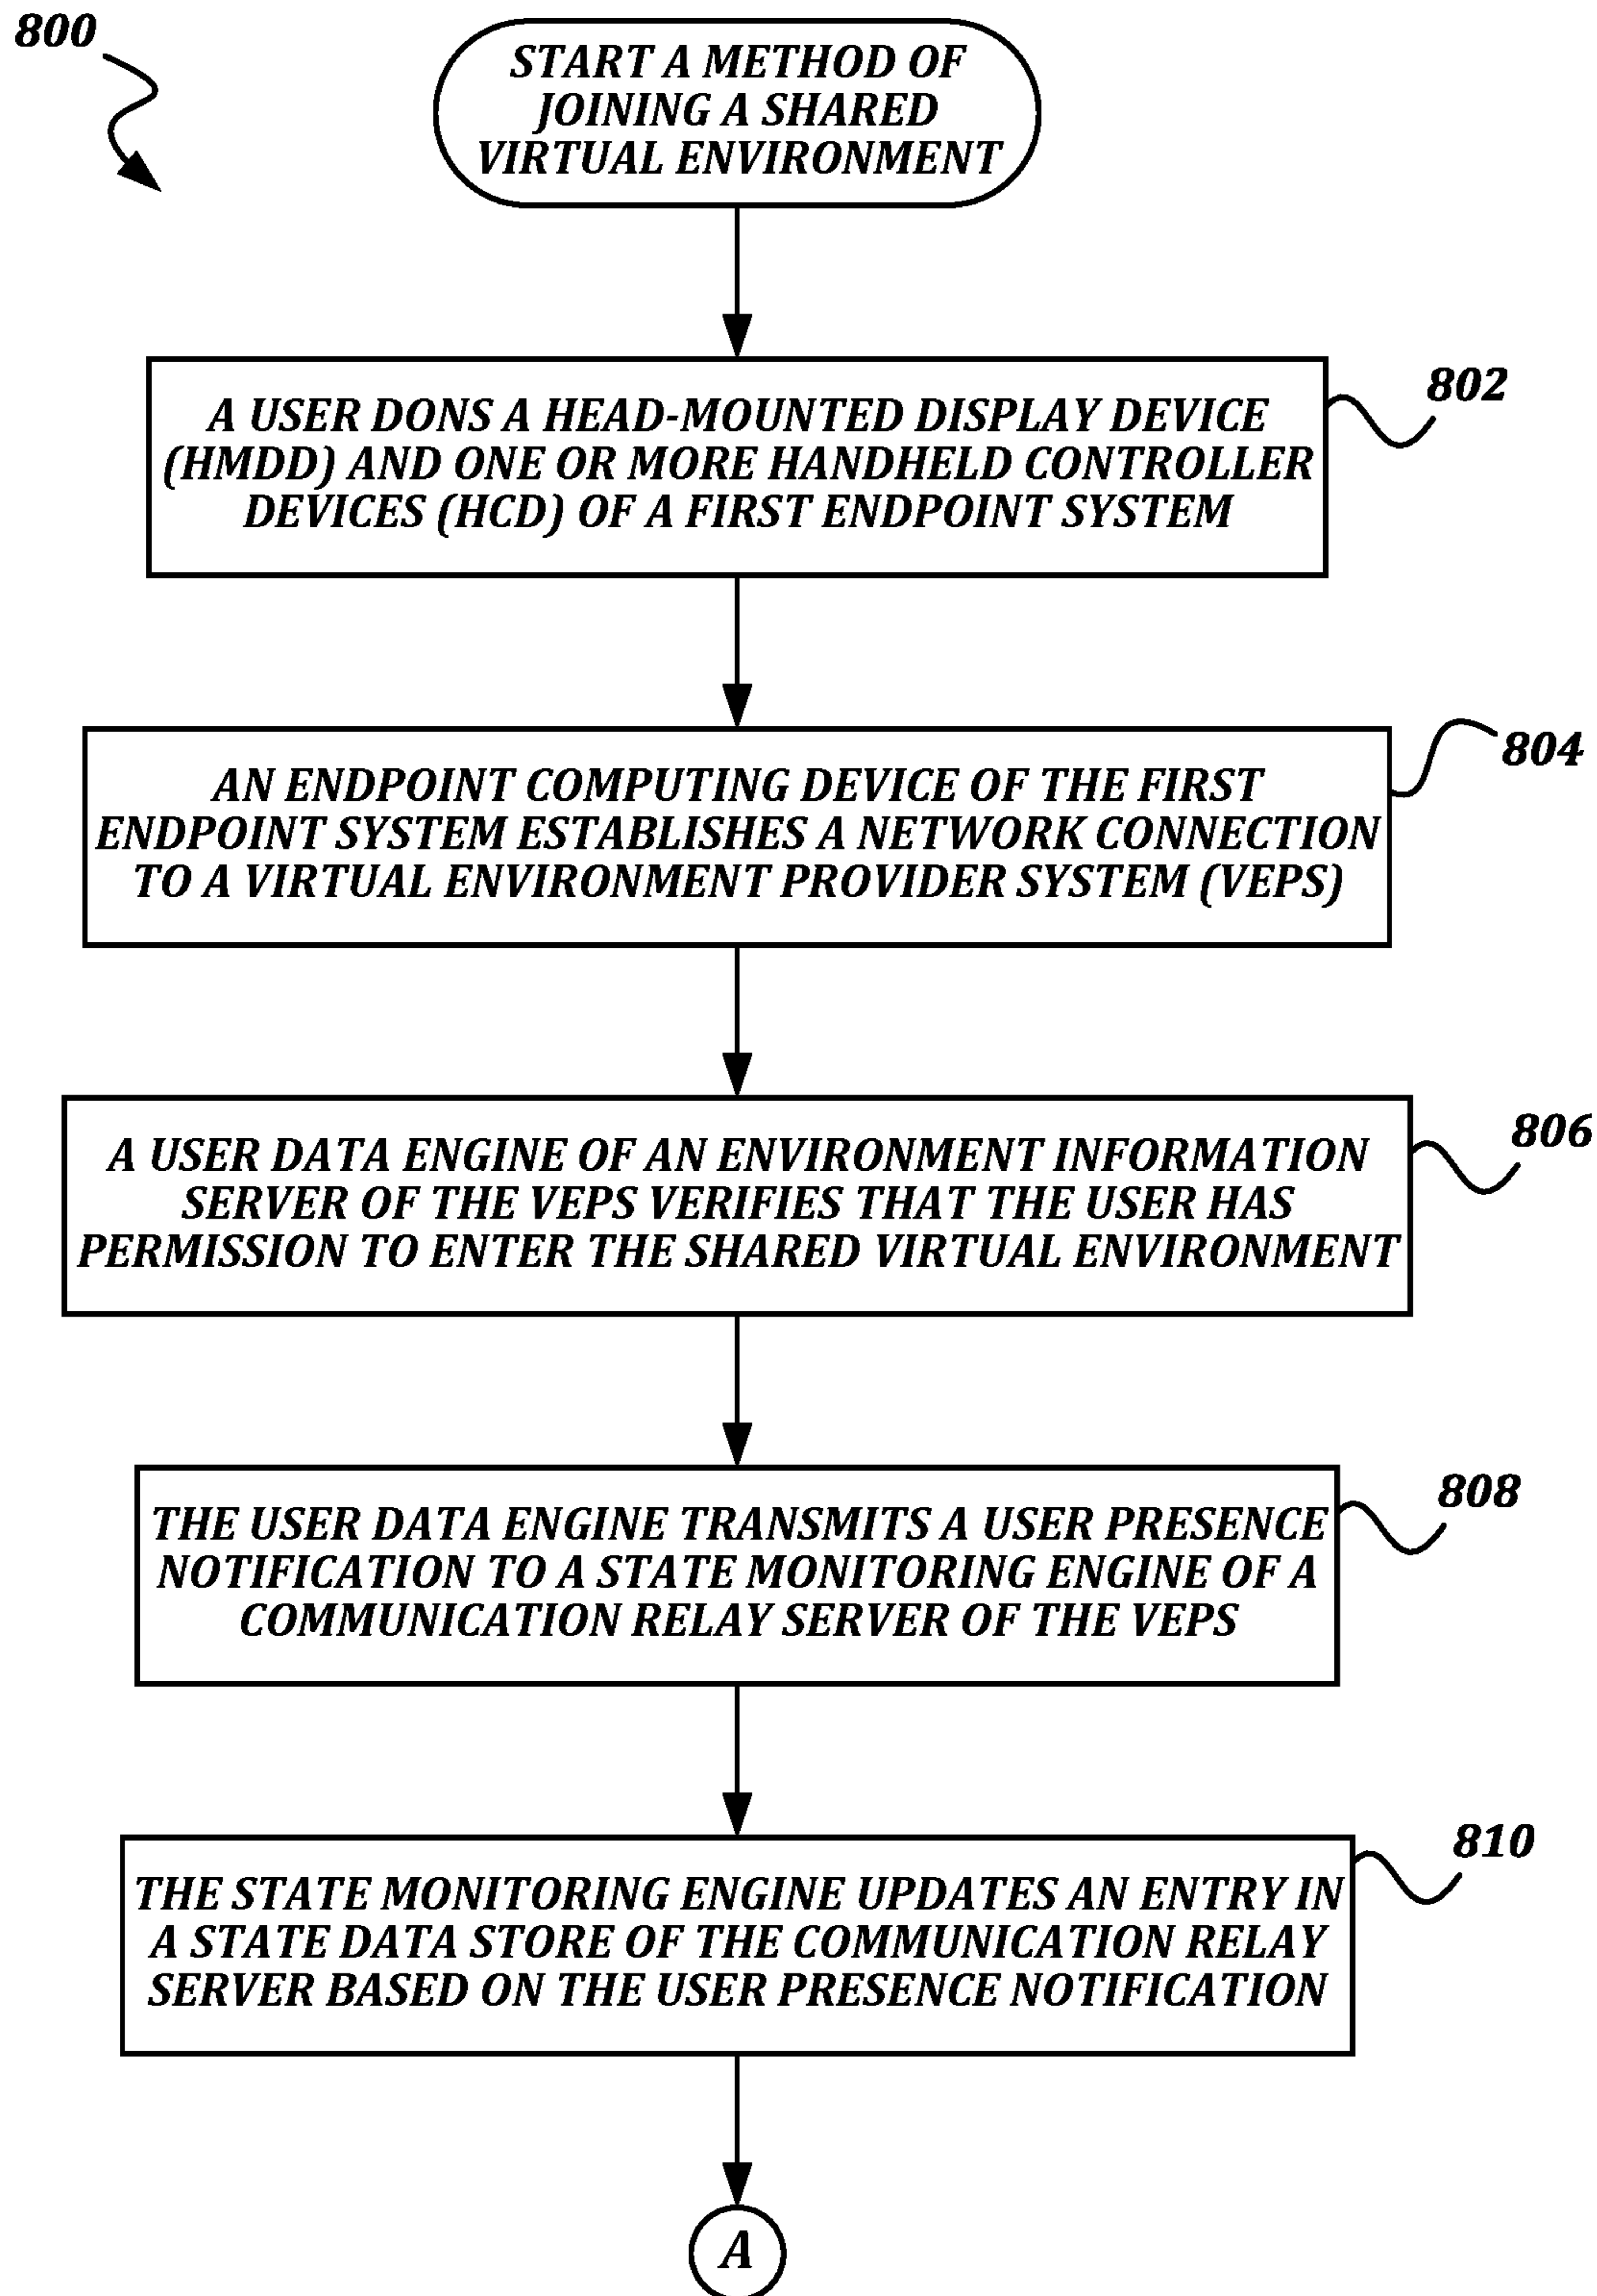 800
START A METHOD OF
JOINING A SHARED
VIRTUAL ENVIRONMENT
802
A USER DONS A HEAD-MOUNTED DISPLAY DEVICE
(HMDD) AND ONE OR MORE HANDHELD CONTROLLER
DEVICES (HCD) OF A FIRST ENDPOINT SYSTEM
804
AN ENDPOINT COMPUTING DEVICE OF THE FIRST
ENDPOINT SYSTEM ESTABLISHES A NETWORK CONNECTION
TO A VIRTUAL ENVIRONMENT PROVIDER SYSTEM (VEPS)
806
A USER DATA ENGINE OF AN ENVIRONMENT INFORMATION
SERVER OF THE VEPS VERIFIES THAT THE USER HAS
PERMISSION TO ENTER THE SHARED VIRTUAL ENVIRONMENT
808
THE USER DATA ENGINE TRANSMITS A USER PRESENCE
NOTIFICATION TO A STATE MONITORING ENGINE OF A
COMMUNICATION RELAY SERVER OF THE VEPS
810
THE STATE MONITORING ENGINE UPDATES AN ENTRY IN
A STATE DATA STORE OF THE COMMUNICATION RELAY
SERVER BASED ON THE USER PRESENCE NOTIFICATION
A